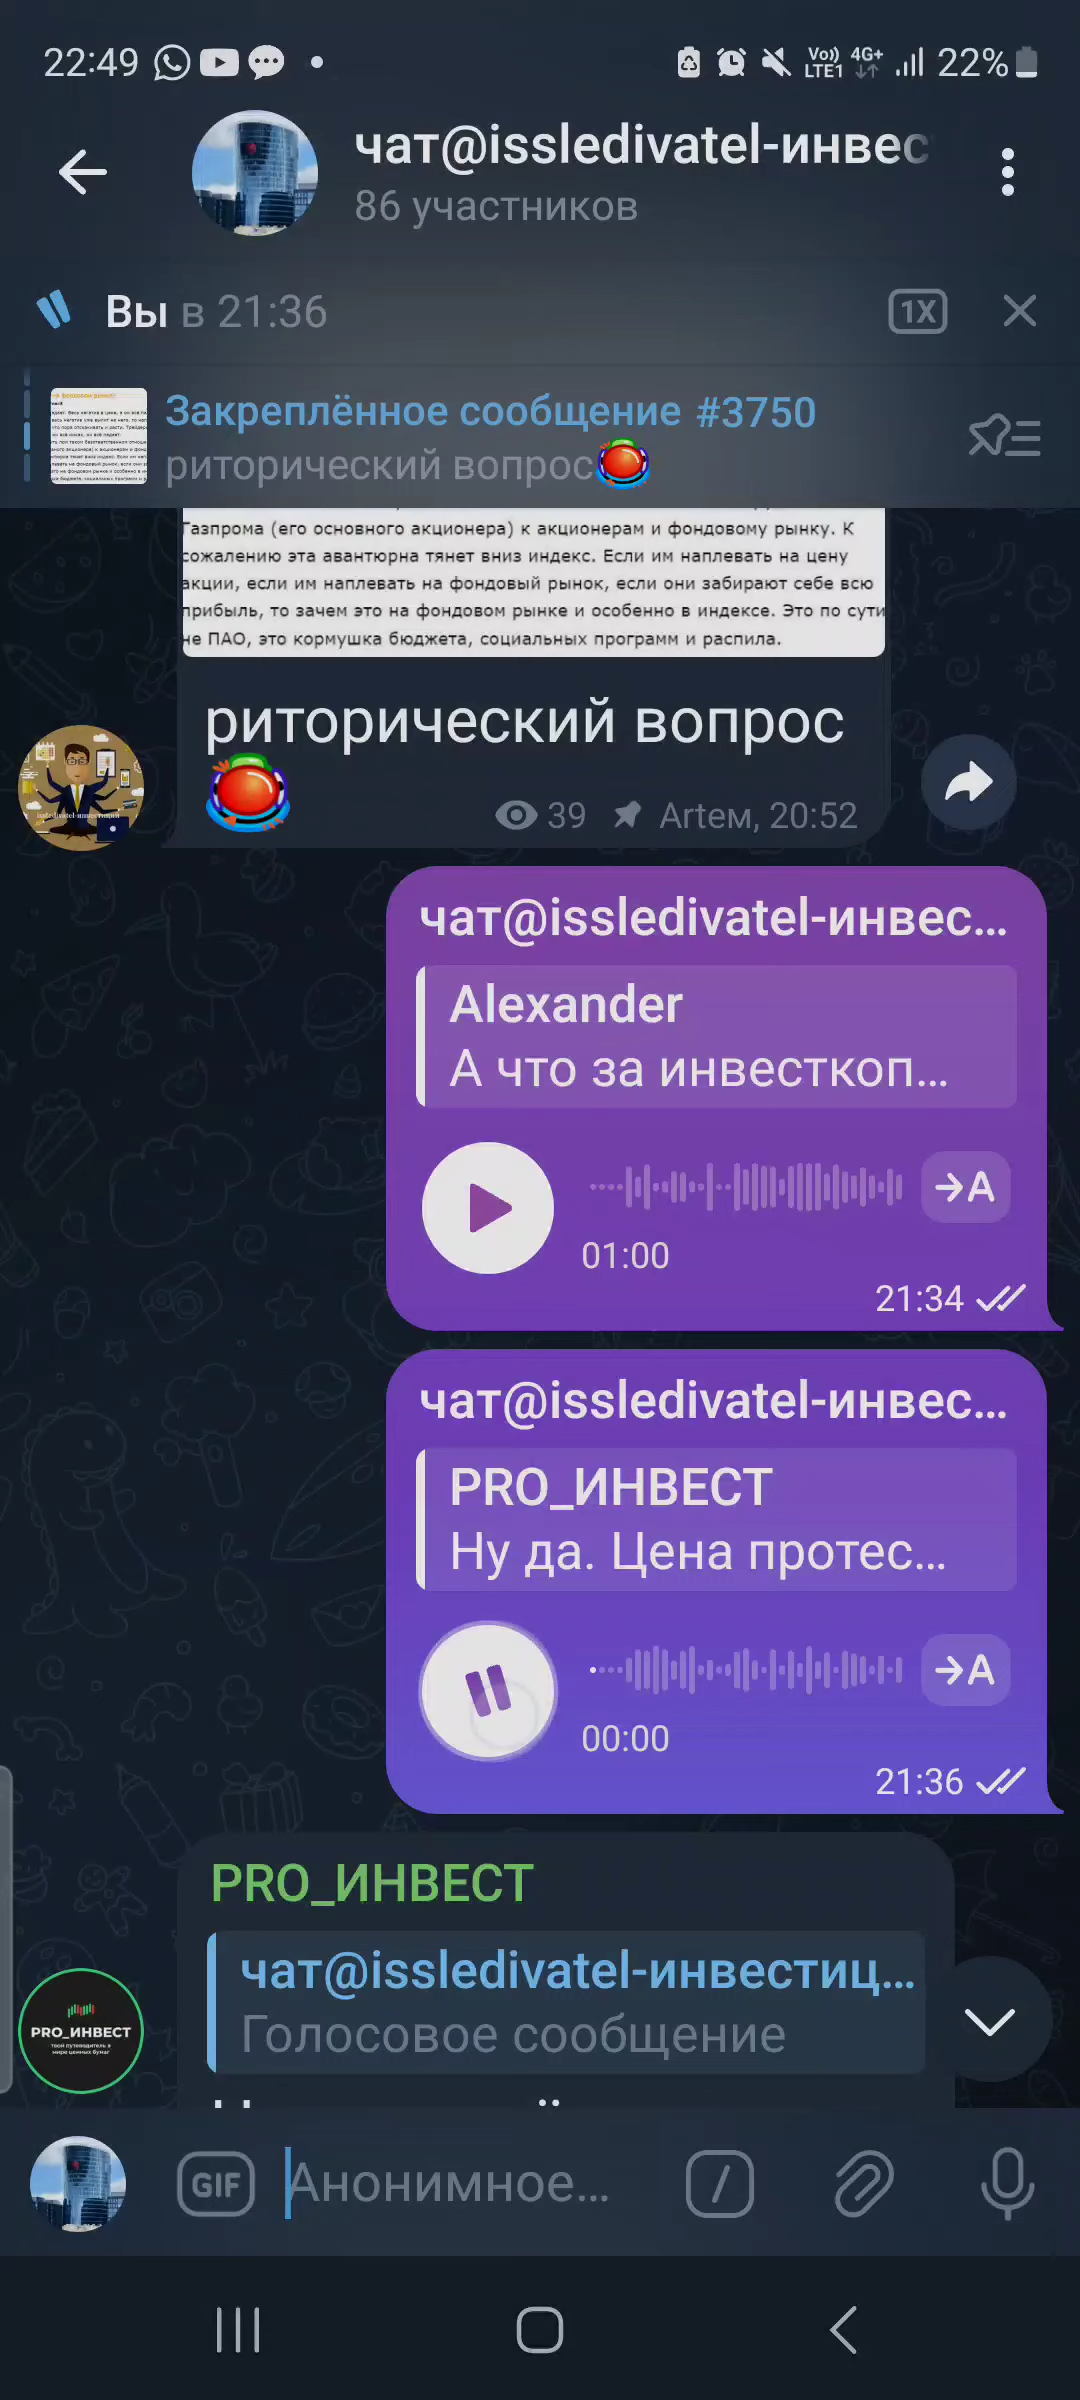 22:49
Vo)) LTE1 4G+ 22%
чат@issledivatel-инвес
86 участников
Вы в 21:36
1X
Закреплённое сообщение #3750
риторический вопрос
Газпрома (его основного акционера) к акционерам и фондовому рынку. К
сожалению эта авантюрна тянет вниз индекс. Если им наплевать на цену
акции, если им наплевать на фондовый рынок, если они забирают себе всю
прибыль, то зачем это на фондовом рынке и особенно в индексе. Это по сути
не ПАО, это кормушка бюджета, социальных программ и распила.
риторический вопрос
39 Artем, 20:52
чат@issledivatel-инвес...
Alexander
А что за инвесткоп...
→A
01:00
21:34
чат@issledivatel-инвес...
PRO_ИНВЕСТ
Ну да. Цена протес...
→A
00:00
21:36
PRO_ИНВЕСТ
чат@issledivatel-инвестиц...
Голосовое сообщение
PRO_ИНВЕСТ
твой путеводитель в
мире ценных бумаг
GIF
Анонимное...